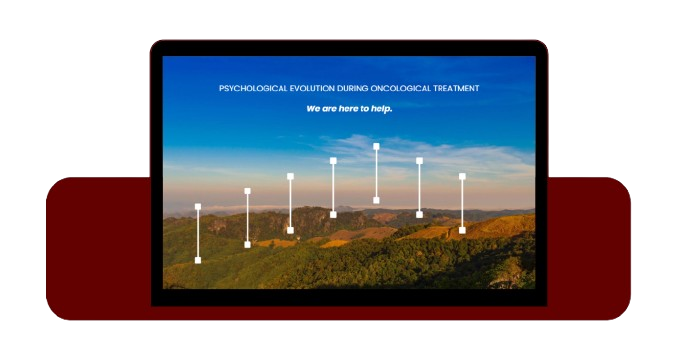 PSYCHOLOGICAL EVOLUTION DURING ONCOLOGICAL TREATMENT
We are here to help.